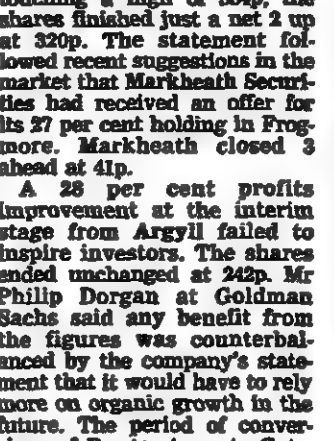 shares finished just a net 2 up
at 320p. The statement fol-
lowed recent suggestions in the
market that Markheath Securi-
ties had received an offer for
its 27 per cent holding in Frog-
more. Markheath closed 3
ahead at 41p.
A 28 per cent profits
improvement at the interim
stage from Argyll failed to
inspire investors. The shares
ended unchanged at 242p. Mr
Philip Dorgan at Goldman
Sachs said any benefit from
the figures was counterbal-
anced by the company's state-
ment that it would have to rely
more on organic growth in the
future. The period of conver-